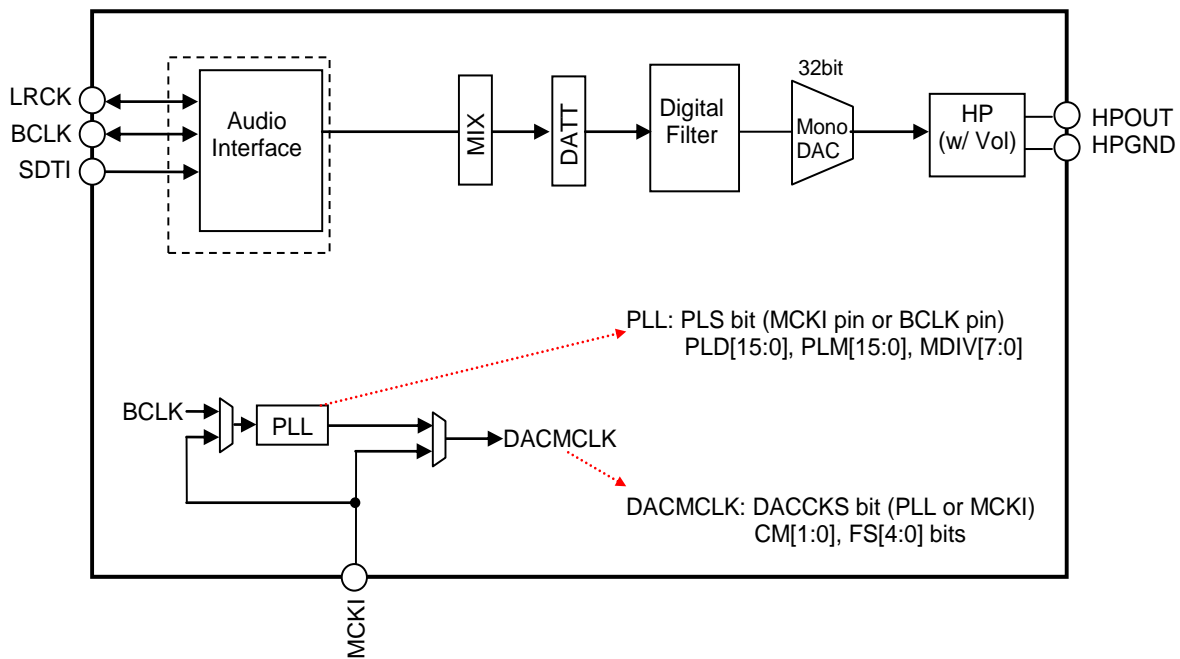 LRCK
BCLK
SDTI
Audio
Interface
MIX
DATT
Digital
Filter
32bit
Mono
DAC
HP
(w/ Vol)
HPOUT
HPGND
PLL: PLS bit (MCKI pin or BCLK pin)
PLD[15:0], PLM[15:0], MDIV[7:0]
BCLK
PLL
DACMCLK
DACMCLK: DACCKS bit (PLL or MCKI)
CM[1:0], FS[4:0] bits
MCKI